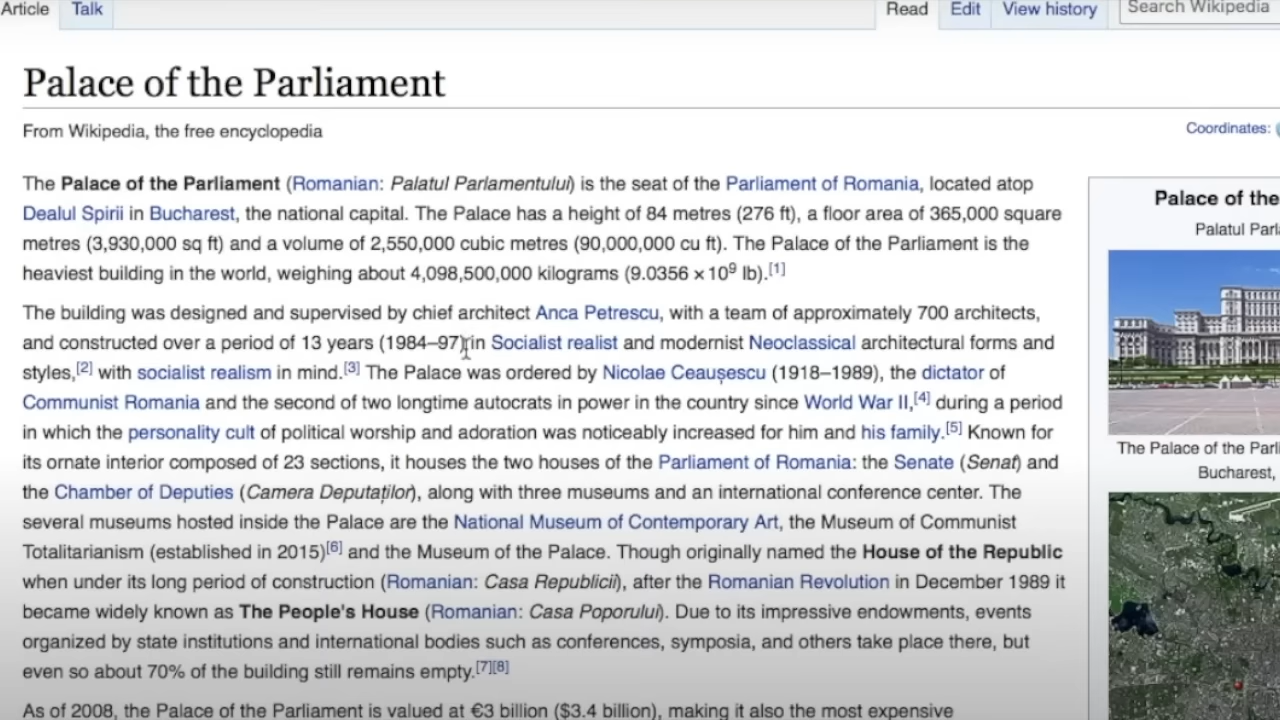 Article Talk Read Edit View history Search Wikipedia
Palace of the Parliament
From Wikipedia, the free encyclopedia
Coordinates:
The Palace of the Parliament (Romanian: Palatul Parlamentului) is the seat of the Parliament of Romania, located atop
Dealul Spirii in Bucharest, the national capital. The Palace has a height of 84 metres (276 ft), a floor area of 365,000 square
metres (3,930,000 sq ft) and a volume of 2,550,000 cubic metres (90,000,000 cu ft). The Palace of the Parliament is the
heaviest building in the world, weighing about 4,098,500,000 kilograms (9.0356 × 10⁹ lb).[1]
The building was designed and supervised by chief architect Anca Petrescu, with a team of approximately 700 architects,
and constructed over a period of 13 years (1984–97) in Socialist realist and modernist Neoclassical architectural forms and
styles,[2] with socialist realism in mind.[3] The Palace was ordered by Nicolae Ceaușescu (1918–1989), the dictator of
Communist Romania and the second of two longtime autocrats in power in the country since World War II,[4] during a period
in which the personality cult of political worship and adoration was noticeably increased for him and his family.[5] Known for
its ornate interior composed of 23 sections, it houses the two houses of the Parliament of Romania: the Senate (Senat) and
the Chamber of Deputies (Camera Deputaților), along with three museums and an international conference center. The
several museums hosted inside the Palace are the National Museum of Contemporary Art, the Museum of Communist
Totalitarianism (established in 2015)[6] and the Museum of the Palace. Though originally named the House of the Republic
when under its long period of construction (Romanian: Casa Republicii), after the Romanian Revolution in December 1989 it
became widely known as The People's House (Romanian: Casa Poporului). Due to its impressive endowments, events
organized by state institutions and international bodies such as conferences, symposia, and others take place there, but
even so about 70% of the building still remains empty.[7][8]
As of 2008, the Palace of the Parliament is valued at €3 billion ($3.4 billion), making it also the most expensive
Palace of the
Palatul Parla
The Palace of the Parli
Bucharest,